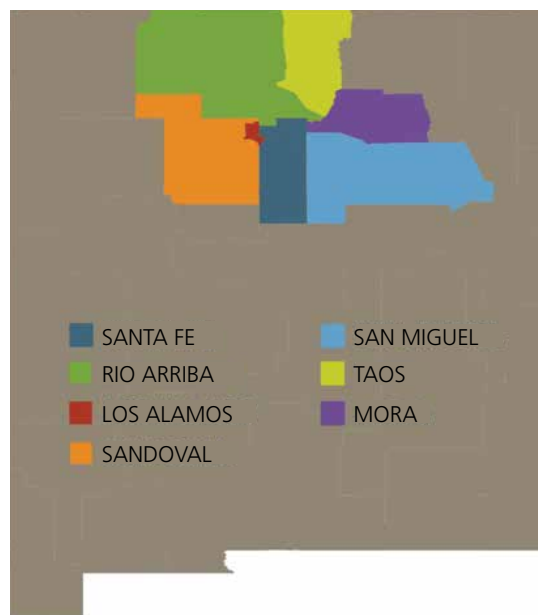 SANTA FE
RIO ARRIBA
LOS ALAMOS
SANDOVAL
SAN MIGUEL
TAOS
MORA